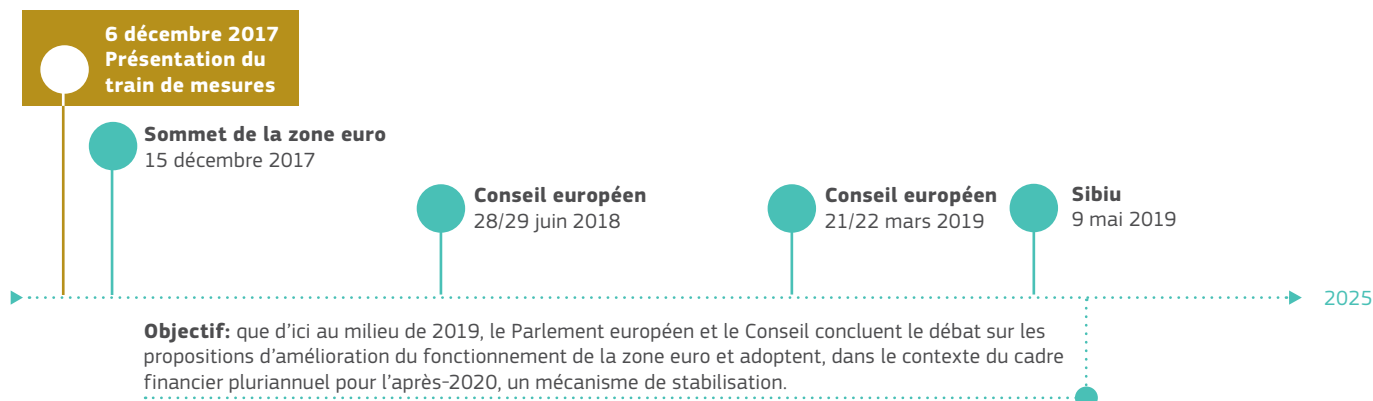 6 décembre 2017
Présentation du
train de mesures
Sommet de la zone euro
15 décembre 2017
Conseil européen
28/29 juin 2018
Conseil européen
21/22 mars 2019
Sibiu
9 mai 2019
2025
Objectif: que d’ici au milieu de 2019, le Parlement européen et le Conseil concluent le débat sur les
propositions d’amélioration du fonctionnement de la zone euro et adoptent, dans le contexte du cadre
financier pluriannuel pour l’après-2020, un mécanisme de stabilisation.